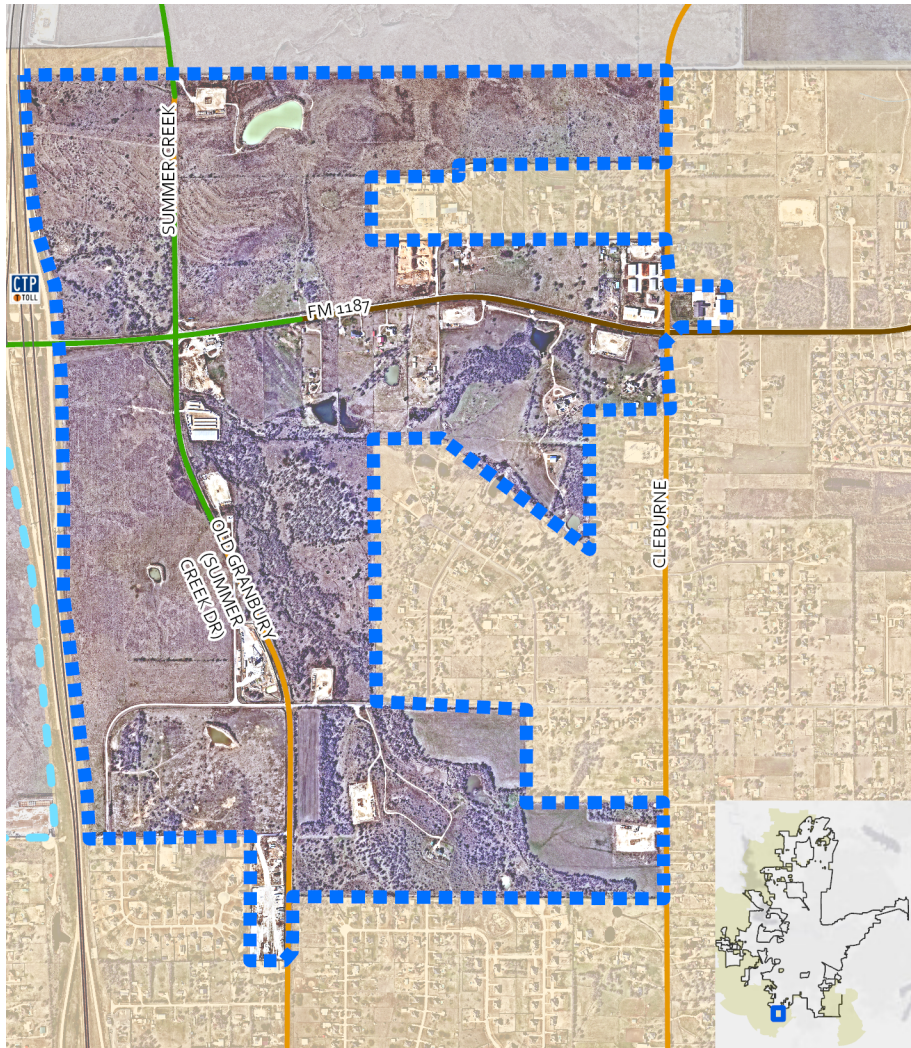 SUMMER CREEK
CTP
TOLL
FM 1187
CLEBURNE
OLD GRANBURY
(SUMMER
CREEK DR)